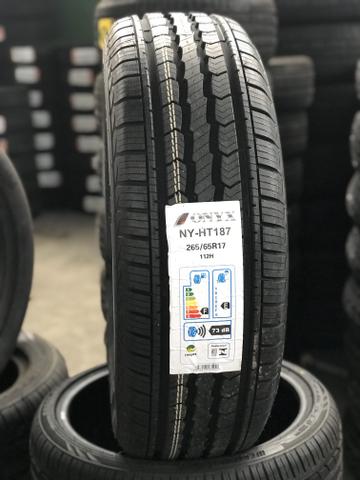 ONYX
NY-HT187
265/65R17
112H
F
E
73 dB